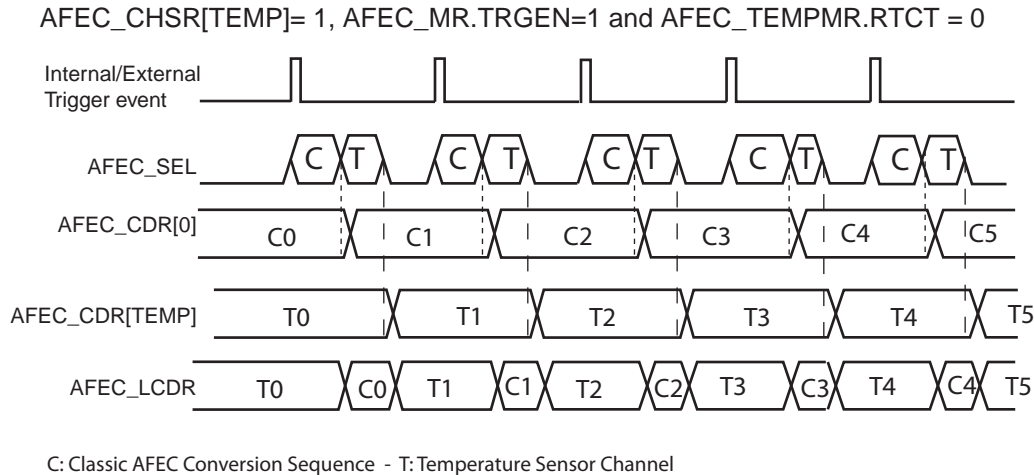 AFEC_CHSR[TEMP]= 1, AFEC_MR.TRGEN=1 and AFEC_TEMPMR.RTCT = 0
Internal/External
Trigger event
AFEC_SEL C T C T C T C T C T
AFEC_CDR[0] C0 C1 C2 C3 C4 C5
AFEC_CDR[TEMP] T0 T1 T2 T3 T4 T5
AFEC_LCDR T0 C0 T1 C1 T2 C2 T3 C3 T4 C4 T5
C: Classic AFEC Conversion Sequence - T: Temperature Sensor Channel